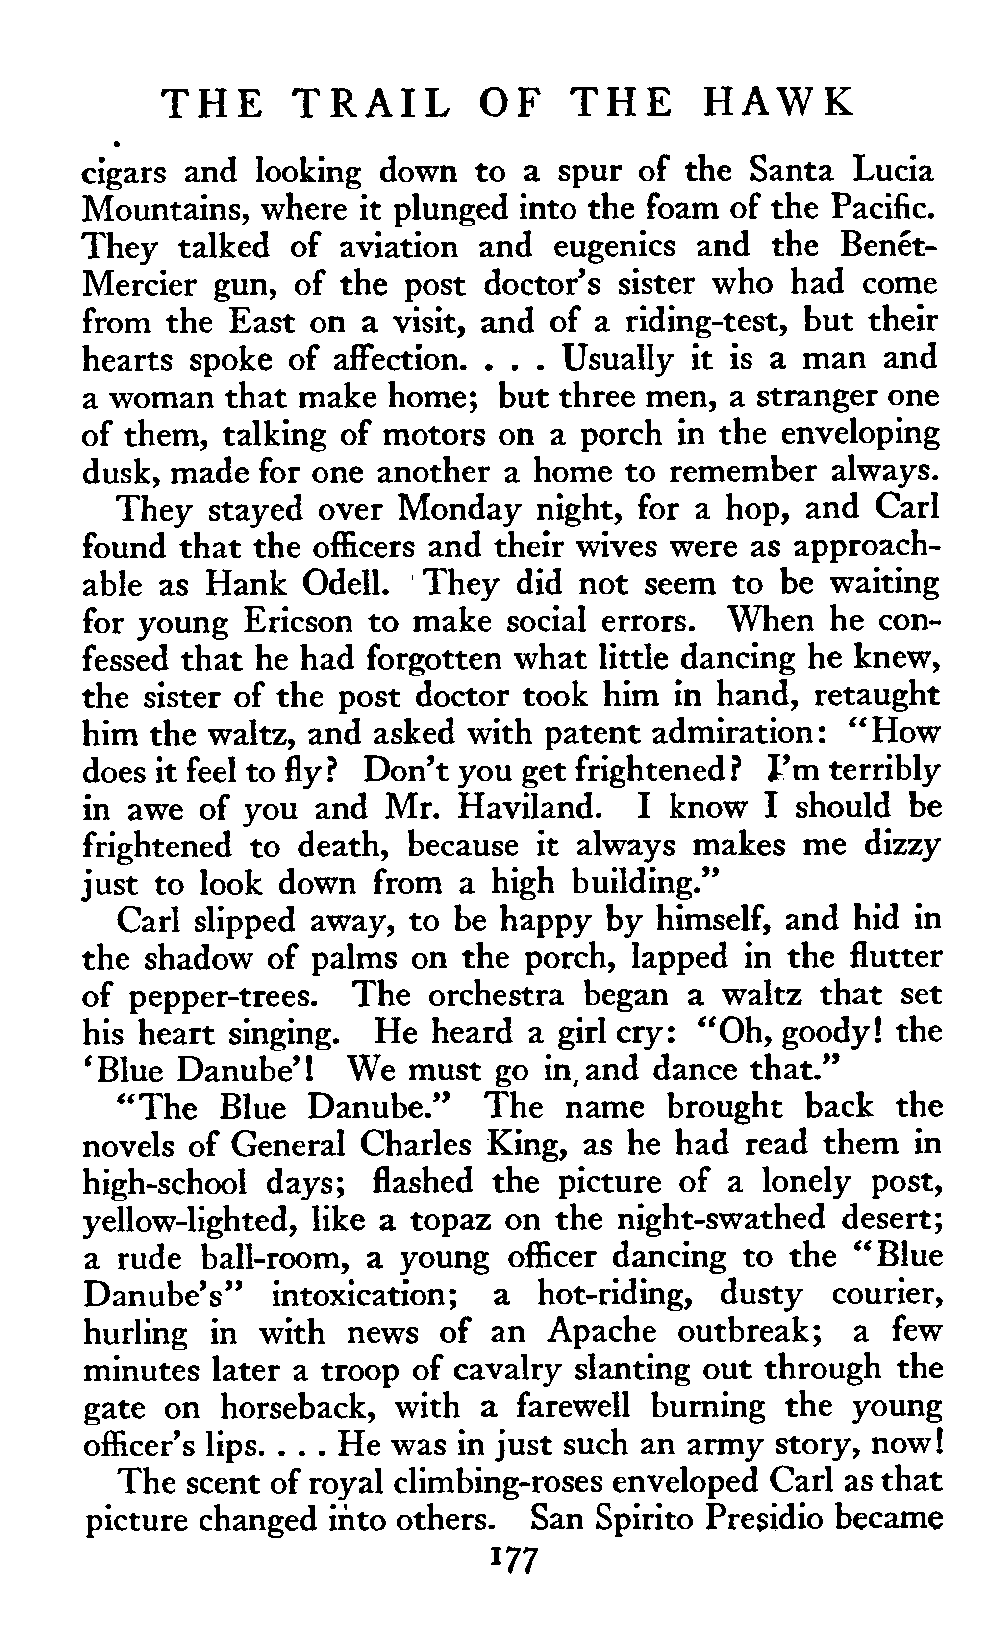 THE TRAIL OF THE HAWK
cigars and looking down to a spur of the Santa Lucia
Mountains, where it plunged into the foam of the Pacific.
They talked of aviation and eugenics and the Benét-
Mercier gun, of the post doctor's sister who had come
from the East on a visit, and of a riding-test, but their
hearts spoke of affection. . . . Usually it is a man and
a woman that make home; but three men, a stranger one
of them, talking of motors on a porch in the enveloping
dusk, made for one another a home to remember always.
They stayed over Monday night, for a hop, and Carl
found that the officers and their wives were as approach-
able as Hank Odell. They did not seem to be waiting
for young Ericson to make social errors. When he con-
fessed that he had forgotten what little dancing he knew,
the sister of the post doctor took him in hand, retaught
him the waltz, and asked with patent admiration: "How
does it feel to fly? Don't you get frightened? I'm terribly
in awe of you and Mr. Haviland. I know I should be
frightened to death, because it always makes me dizzy
just to look down from a high building."
Carl slipped away, to be happy by himself, and hid in
the shadow of palms on the porch, lapped in the flutter
of pepper-trees. The orchestra began a waltz that set
his heart singing. He heard a girl cry: "Oh, goody! the
'Blue Danube'! We must go in, and dance that."
"The Blue Danube." The name brought back the
novels of General Charles King, as he had read them in
high-school days; flashed the picture of a lonely post,
yellow-lighted, like a topaz on the night-swathed desert;
a rude ball-room, a young officer dancing to the "Blue
Danube's" intoxication; a hot-riding, dusty courier,
hurling in with news of an Apache outbreak; a few
minutes later a troop of cavalry slanting out through the
gate on horseback, with a farewell burning the young
officer's lips. . . . He was in just such an army story, now!
The scent of royal climbing-roses enveloped Carl as that
picture changed into others. San Spirito Presidio became
177